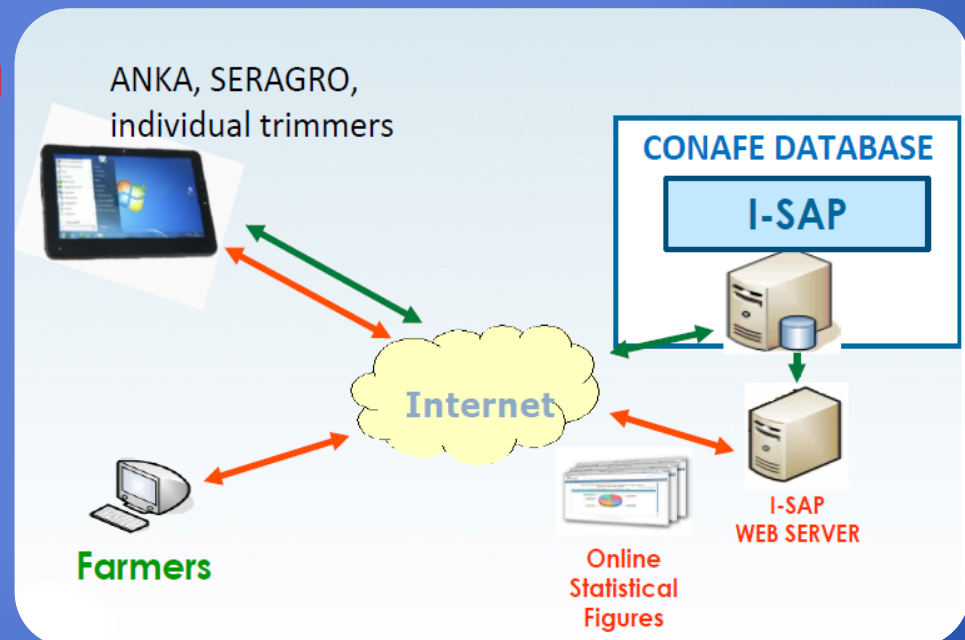 ANKA, SERAGRO,
individual trimmers
CONAFE DATABASE
I-SAP
Internet
I-SAP
WEB SERVER
Farmers
Online
Statistical
Figures